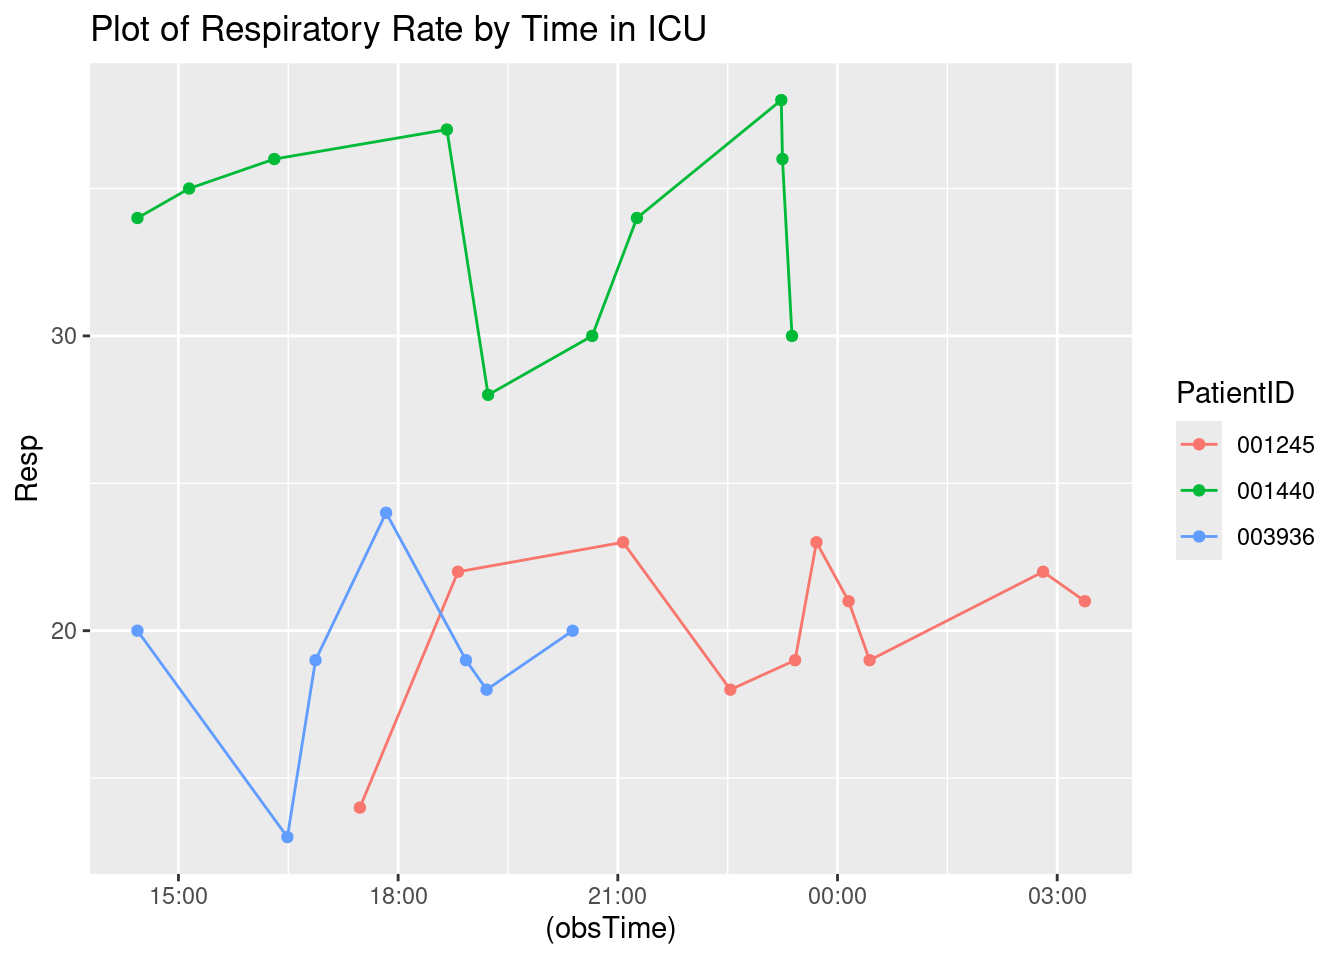 Plot of Respiratory Rate by Time in ICU
Resp
30
20
15:00
18:00
21:00
00:00
03:00
(obsTime)
PatientID
001245
001440
003936